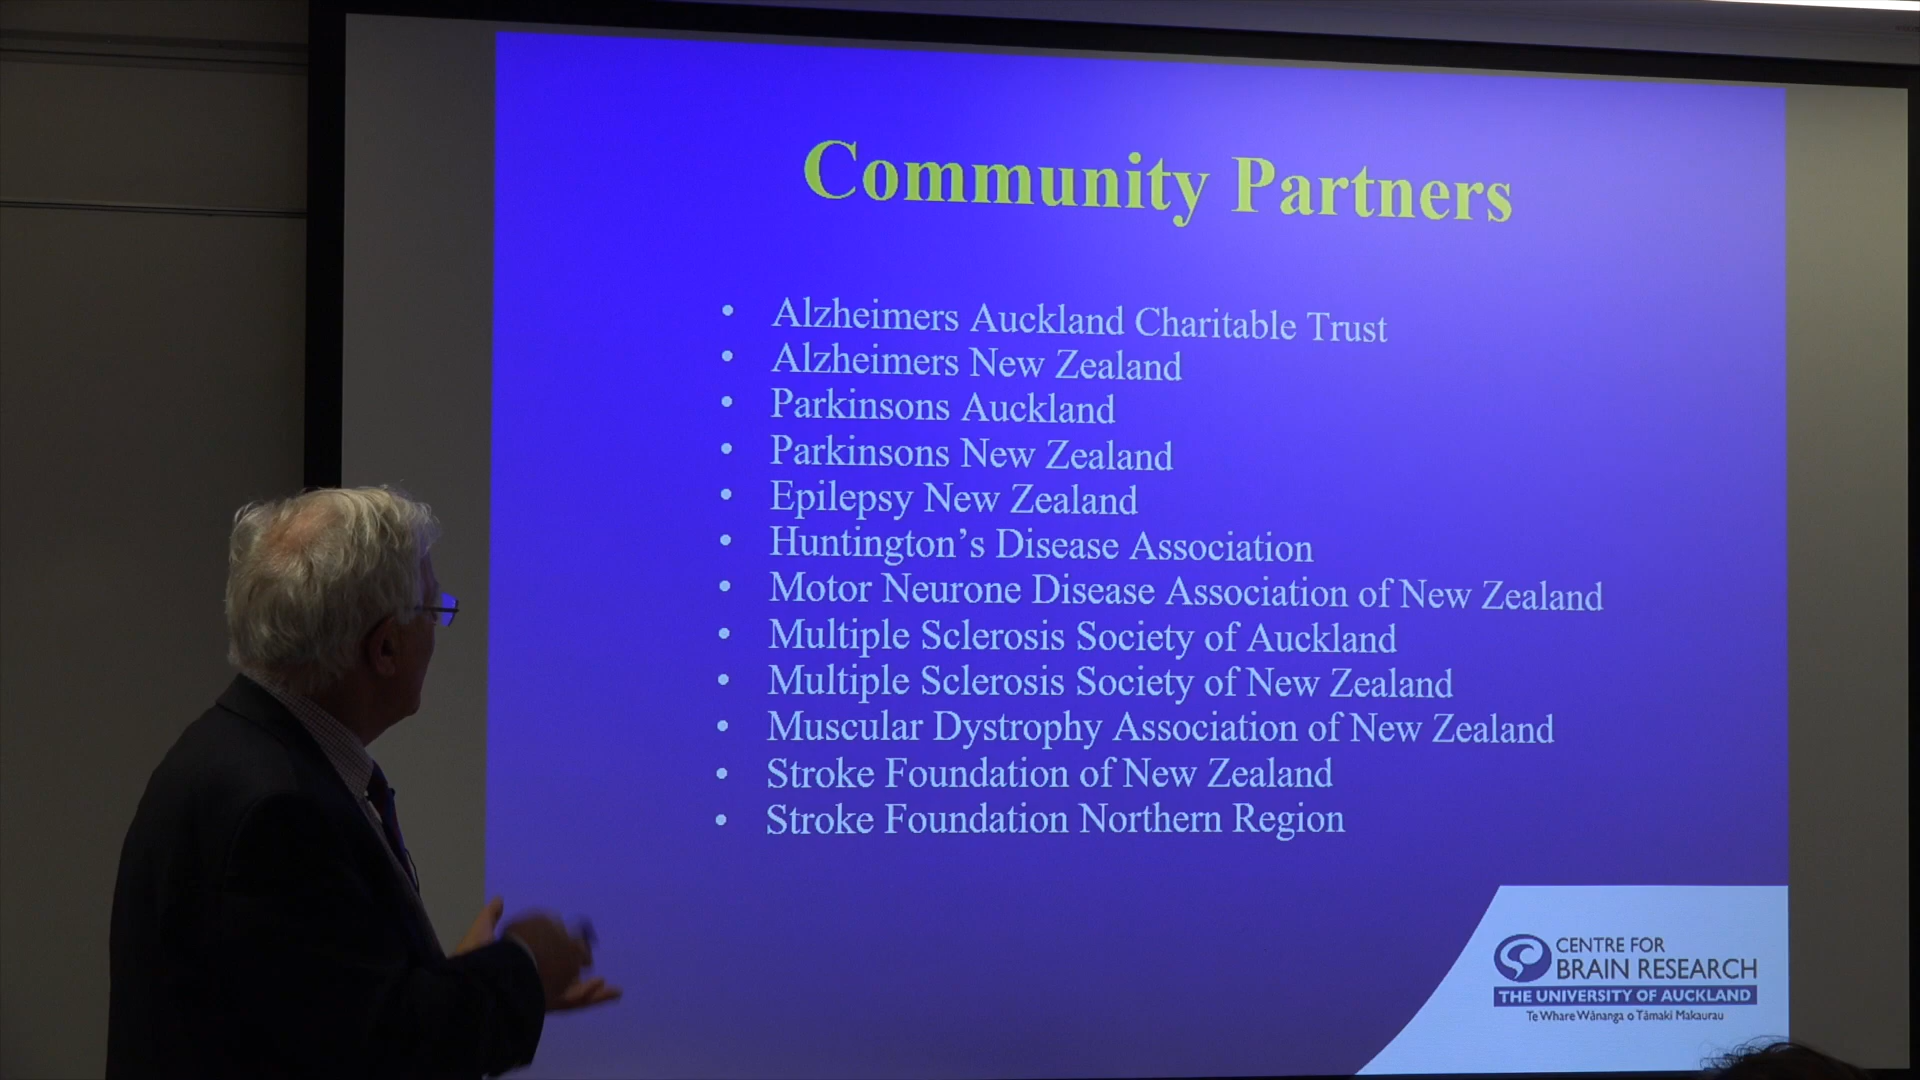 Community Partners
• Alzheimers Auckland Charitable Trust
• Alzheimers New Zealand
• Parkinsons Auckland
• Parkinsons New Zealand
• Epilepsy New Zealand
• Huntington’s Disease Association
• Motor Neurone Disease Association of New Zealand
• Multiple Sclerosis Society of Auckland
• Multiple Sclerosis Society of New Zealand
• Muscular Dystrophy Association of New Zealand
• Stroke Foundation of New Zealand
• Stroke Foundation Northern Region
CENTRE FOR
BRAIN RESEARCH
THE UNIVERSITY OF AUCKLAND
Te Whare Wānanga o Tāmaki Makaurau